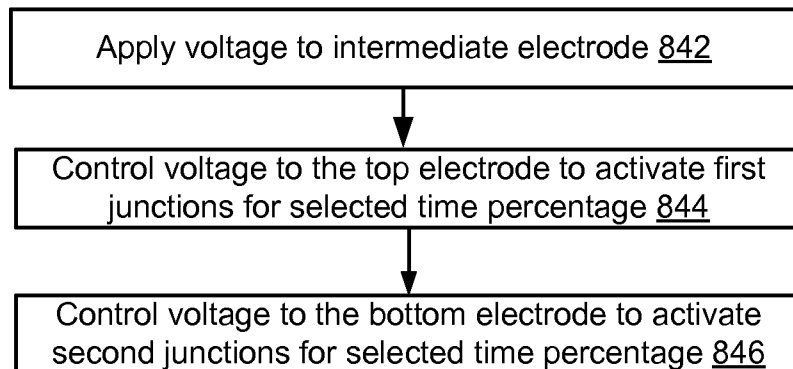 Apply voltage to intermediate electrode 842
Control voltage to the top electrode to activate first
junctions for selected time percentage 844
Control voltage to the bottom electrode to activate
second junctions for selected time percentage 846